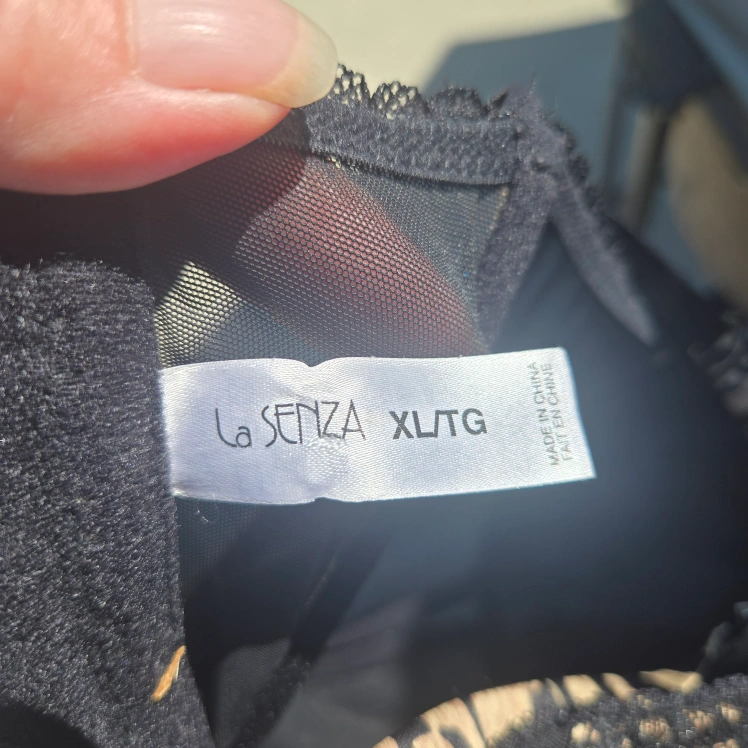 La SENZA XL/TG
MADE IN CHINA
FAIT EN CHINE